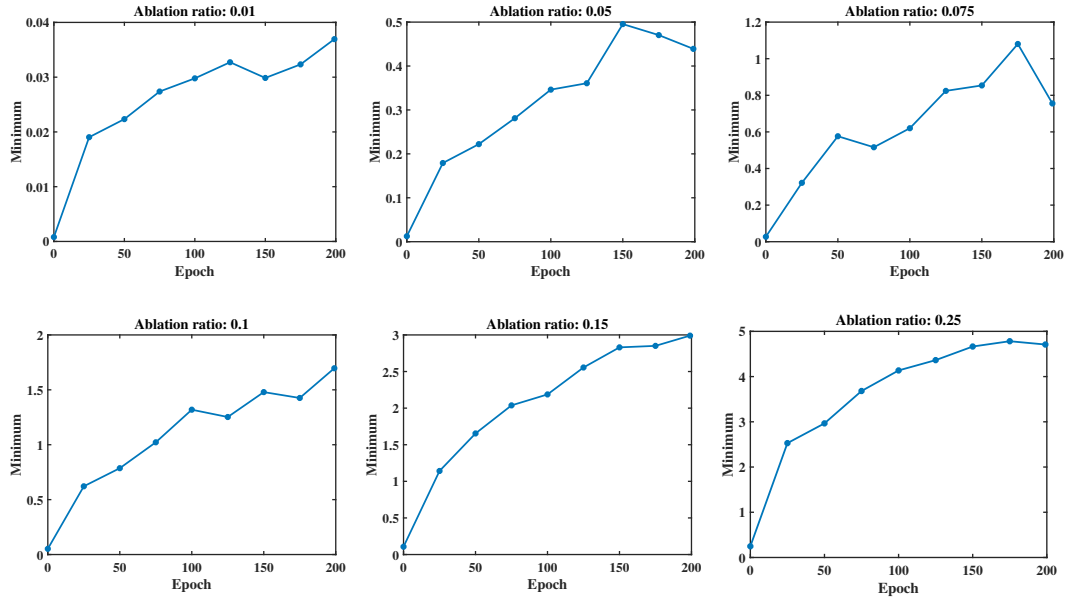 Ablation ratio: 0.01
0.04
0.03
0.02
0.01
0
Minimum
0 50 100 150 200
Epoch
Ablation ratio: 0.05
0.5
0.4
0.3
0.2
0.1
0
Minimum
0 50 100 150 200
Epoch
Ablation ratio: 0.075
1.2
1
0.8
0.6
0.4
0.2
0
Minimum
0 50 100 150 200
Epoch
Ablation ratio: 0.1
2
1.5
1
0.5
0
Minimum
0 50 100 150 200
Epoch
Ablation ratio: 0.15
3
2.5
2
1.5
1
0.5
0
Minimum
0 50 100 150 200
Epoch
Ablation ratio: 0.25
5
4
3
2
1
0
Minimum
0 50 100 150 200
Epoch